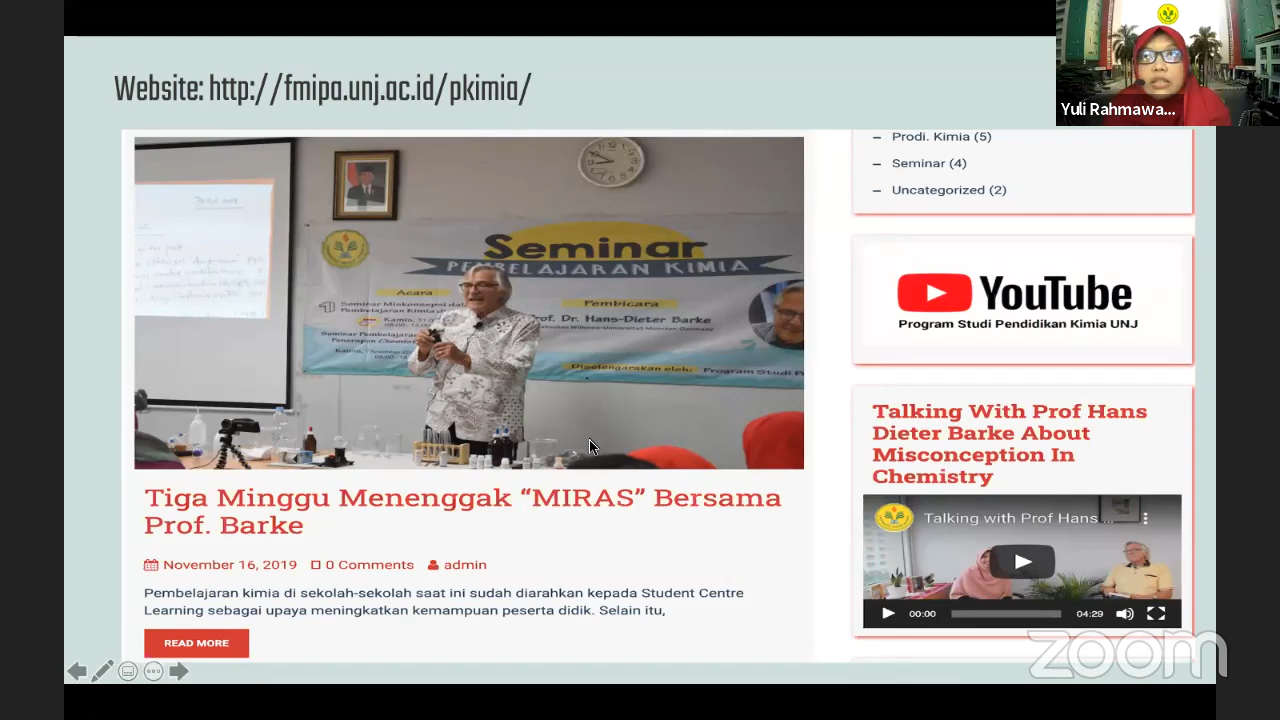 Website: http://fmipa.unj.ac.id/pkimia/
Yuli Rahmawa...
– Prodi. Kimia (5)
– Seminar (4)
– Uncategorized (2)
Seminar
PEMBELAJARAN KIMIA
Acara
Pembicara
Prof. Dr. Hans-Dieter Barke
Diselenggarakan oleh: Program Studi
YouTube
Program Studi Pendidikan Kimia UNJ
Tiga Minggu Menenggak “MIRAS” Bersama
Prof. Barke
November 16, 2019 0 Comments admin
Pembelajaran kimia di sekolah-sekolah saat ini sudah diarahkan kepada Student Centre
Learning sebagai upaya meningkatkan kemampuan peserta didik. Selain itu,
READ MORE
Talking With Prof Hans
Dieter Barke About
Misconception In
Chemistry
Talking with Prof Hans ...
00:00 04:29
zoom